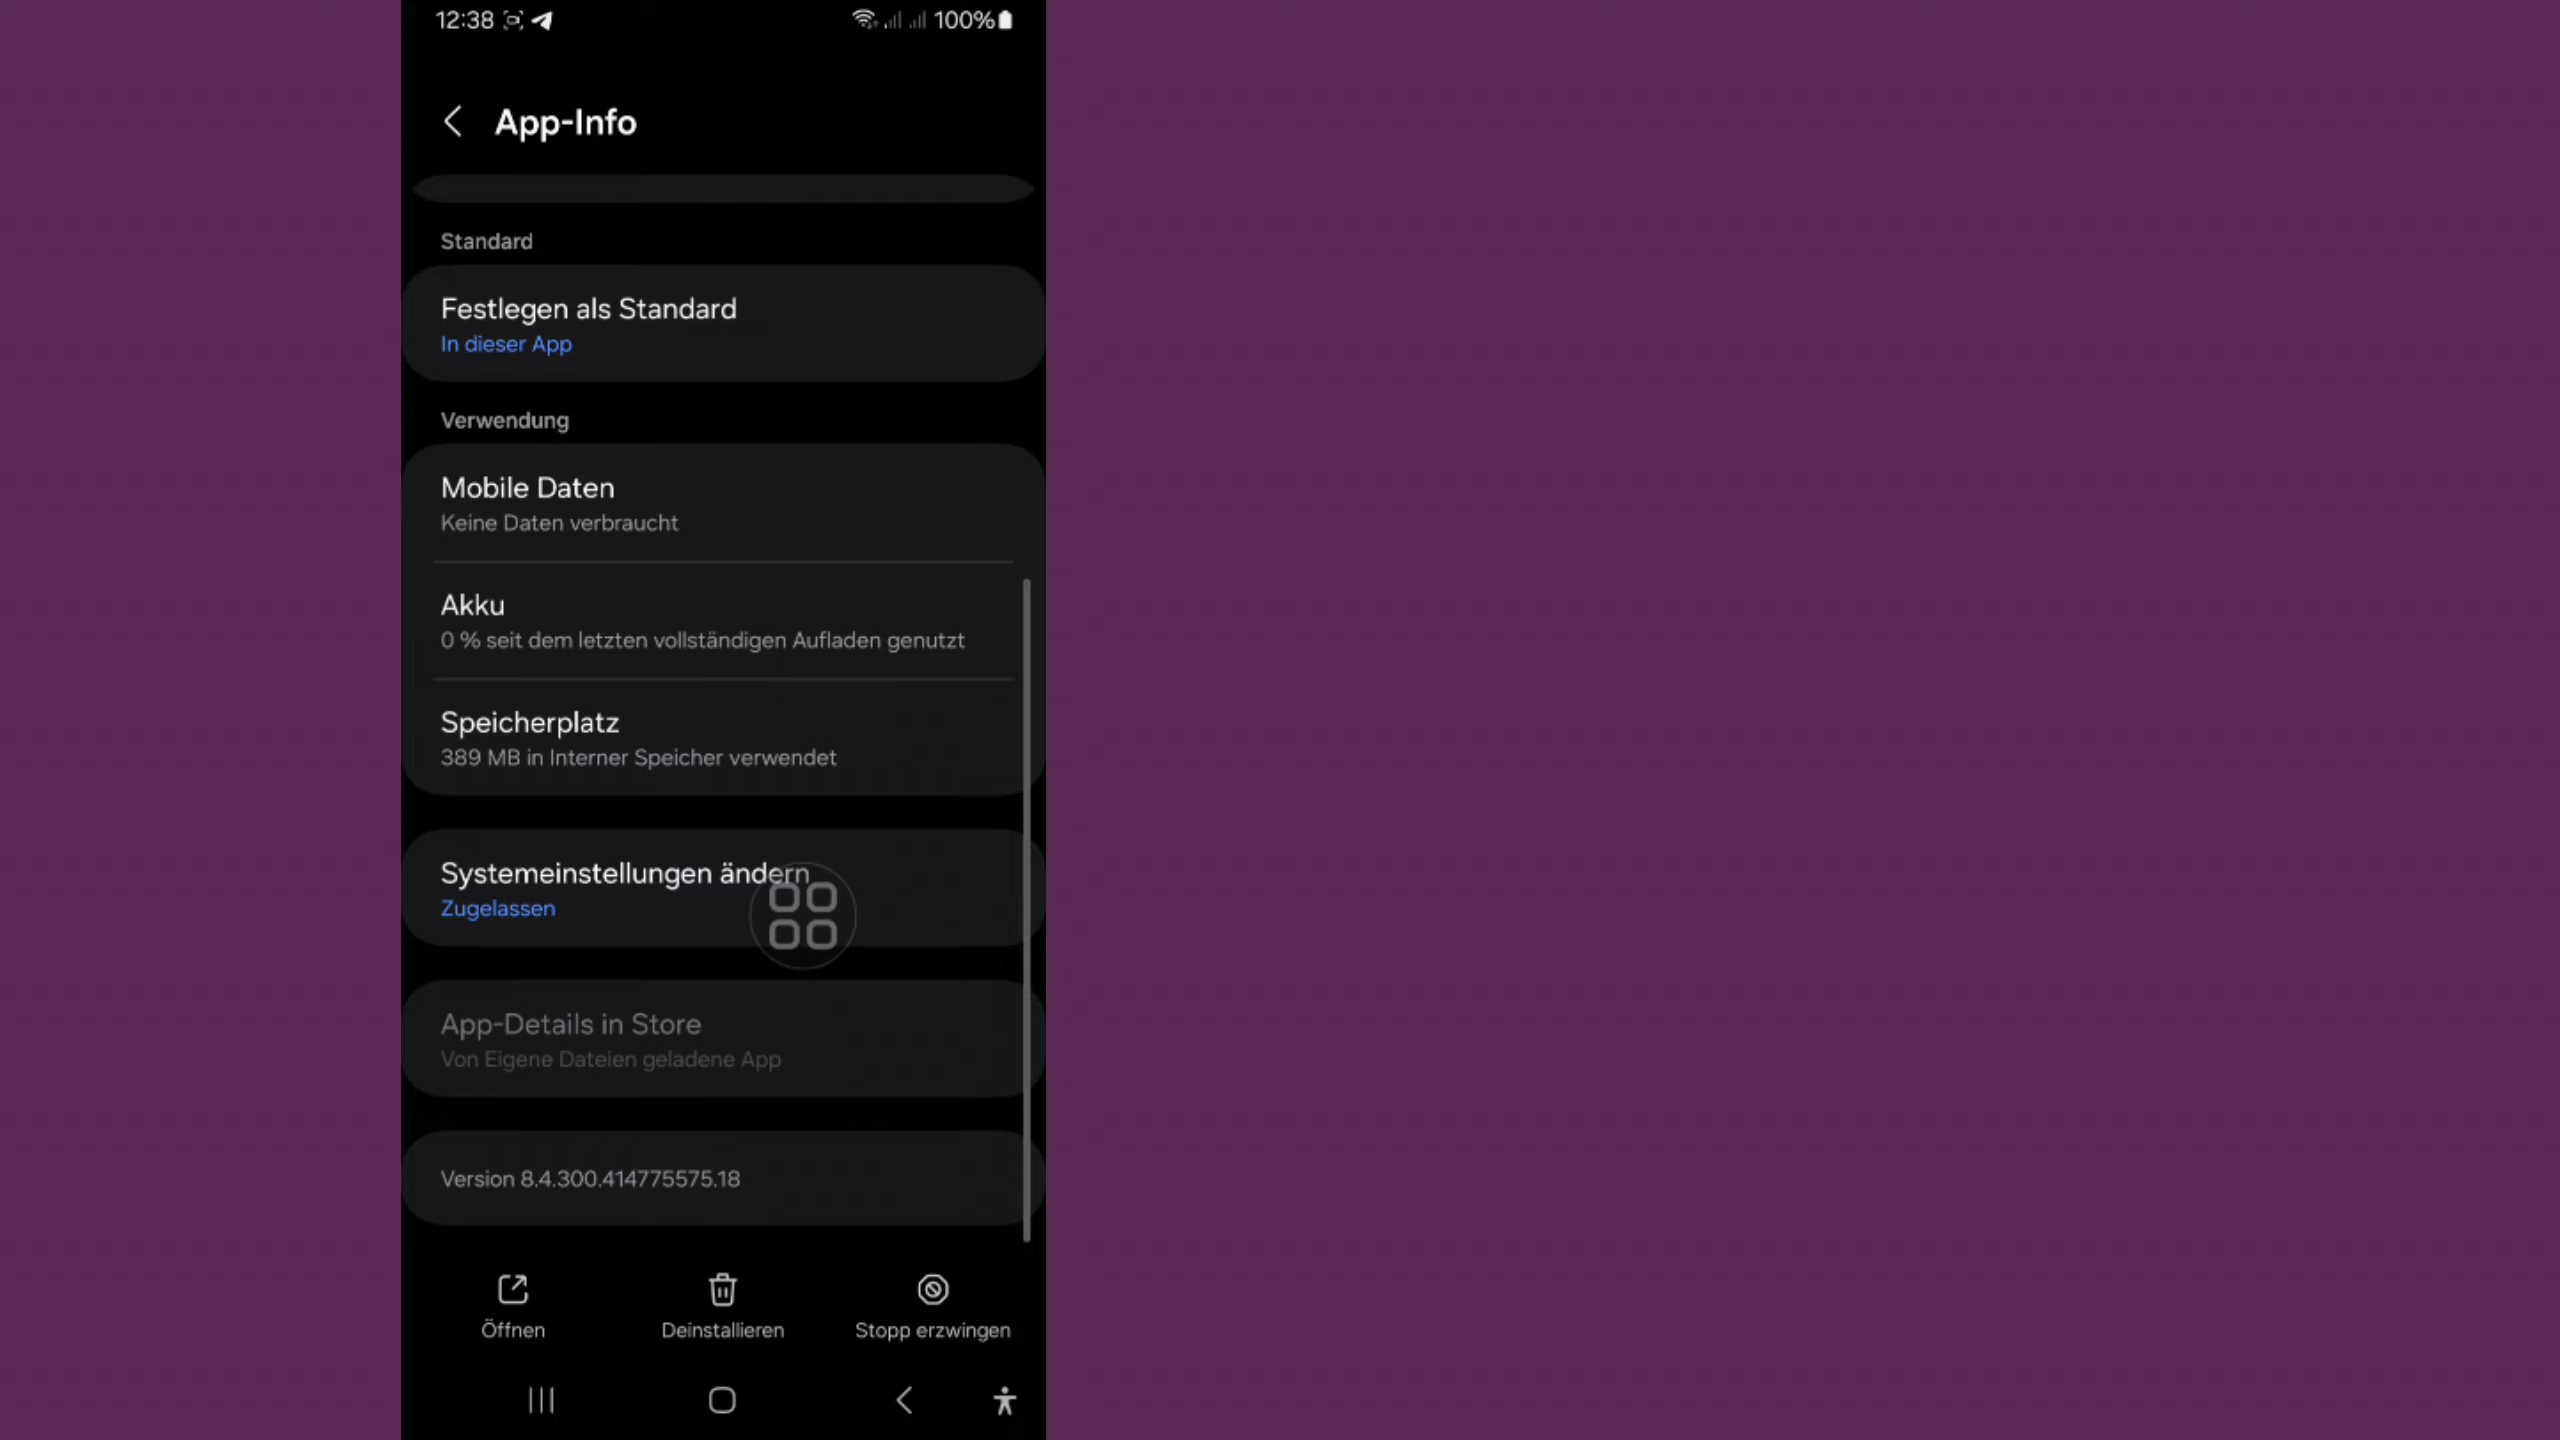 12:38 100%
App-Info
Standard
Festlegen als Standard
In dieser App
Verwendung
Mobile Daten
Keine Daten verbraucht
Akku
0 % seit dem letzten vollständigen Aufladen genutzt
Speicherplatz
389 MB in Interner Speicher verwendet
Systemeinstellungen ändern
Zugelassen
App-Details in Store
Von Eigene Dateien geladene App
Version 8.4.300.414775575.18
Öffnen Deinstallieren Stopp erzwingen